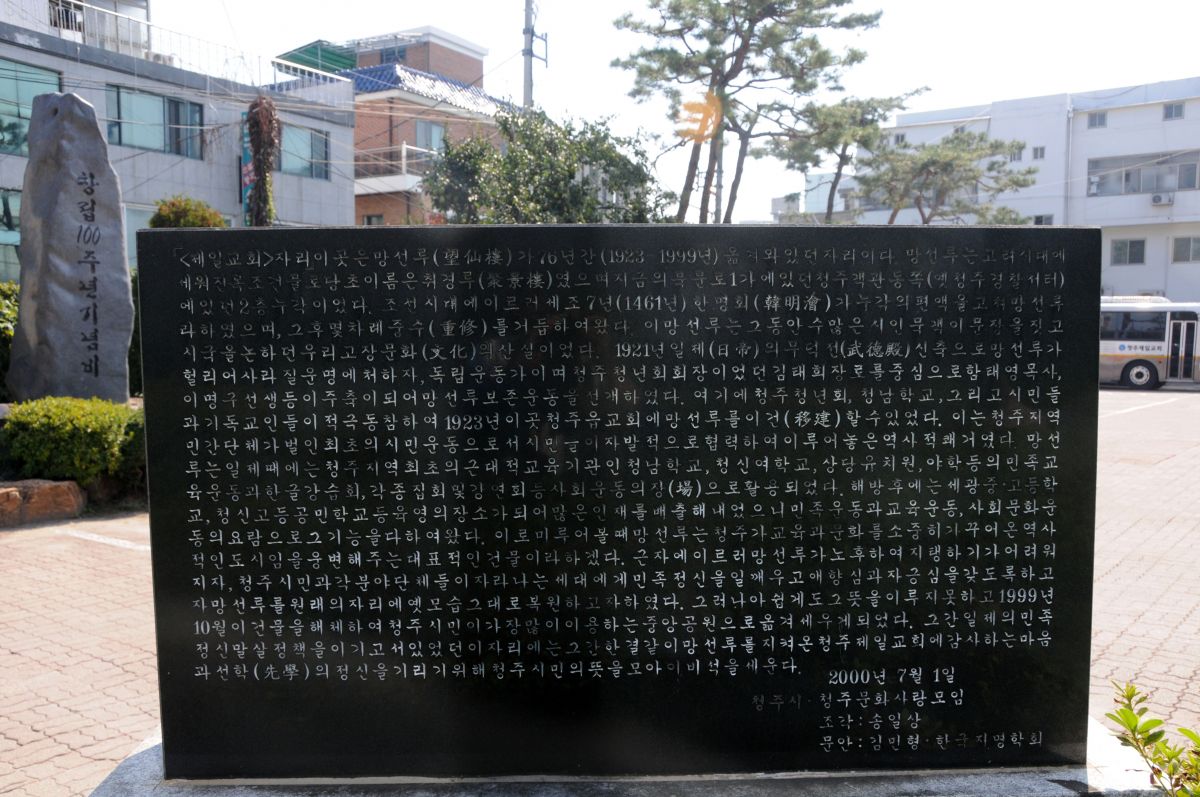 창립 100주년기념비
「<제일교회>자리이곳은망선루(望仙樓)가 76년간(1923 1999년) 옮겨와있던자리이다. 망선루는고려시대에
세워진목조건물로당초이름은취경루(聚景樓)였으며지금의북문로1가에있던청주객관동쪽(옛청주경찰서터)
에있던2층누각이었다. 조선시대에이르러세조7년(1461년)한명회(韓明澮)가누각의편액을고쳐망선루
라하였으며, 그후몇차례중수(重修)를거듭하여왔다. 이망선루는그동안수많은시인묵객이문장을짓고
시국을논하던우리고장문화(文化)의산실이었다. 1921년일제(日帝)의무덕전(武德殿)신축으로망선루가
헐리어사라질운명에처하자, 독립운동가이며청주청년회회장이었던김태희장로를중심으로함태영목사,
이명구선생등이주축이되어망선루보존운동을전개하였다. 여기에청주청년회, 청남학교, 그리고시민들
과기독교인들이적극동참하여1923년이곳청주읍교회에망선루를이건(移建)할수있었다. 이는청주지역
민간단체가벌인최초의시민운동으로서시민들이자발적으로협력하여이루어놓은역사적쾌거였다. 망선
루는일제때에는청주지역최초의근대적교육기관인청남학교, 청신여학교, 상당유치원, 야학등의민족교
육운동과한글강습회, 각종집회및강연회등사회운동의장(場)으로활용되었다. 해방후에는세광중·고등학
교, 청신고등공민학교등육영의장소가되어많은인재를배출해내었으니민족운동과교육운동, 사회문화운
동의요람으로그기능을다하여왔다. 이로미루어볼때망선루는청주가교육과문화를소중히가꾸어온역사
적인도시임을웅변해주는대표적인건물이라하겠다. 근자에이르러망선루가노후하여지탱하기가어려워
지자, 청주시민과각분야단체들이자라나는세대에게민족정신을일깨우고애향심과자긍심을갖도록하고
자망선루를원래의자리에옛모습그대로복원하고자하였다. 그러나아쉽게도그뜻을이루지못하고1999년
10월이건물을해체하여청주시민이가장많이이용하는중앙공원으로옮겨세우게되었다. 그간일제의민족
정신말살정책을이기고서있었던이자리에는그간한결같이망선루를지켜온청주제일교회에감사하는마음
과선학(先學)의정신을기리기위해청주시민의뜻을모아이비석을세운다.
2000년 7월 1일
청주시·청주문화사랑모임
조각:송일상
문안:김민형·한국지명학회
청주제일교회